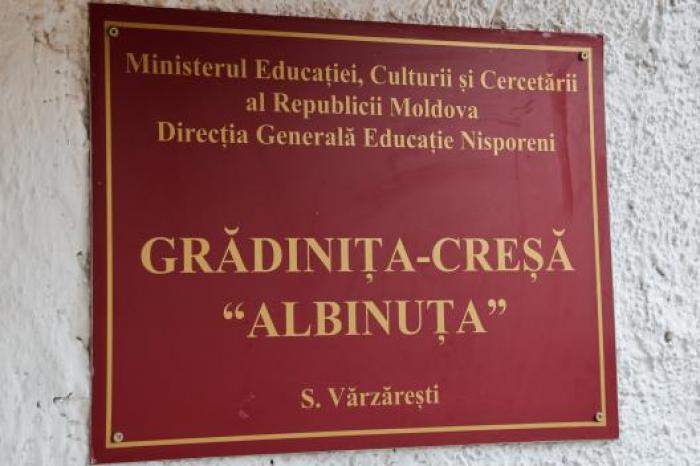 Ministerul Educației, Culturii și Cercetării
al Republicii Moldova
Direcția Generală Educație Nisporeni
GRĂDINIȚA-CREȘĂ
“ALBINUȚA”
S. Vărzărești